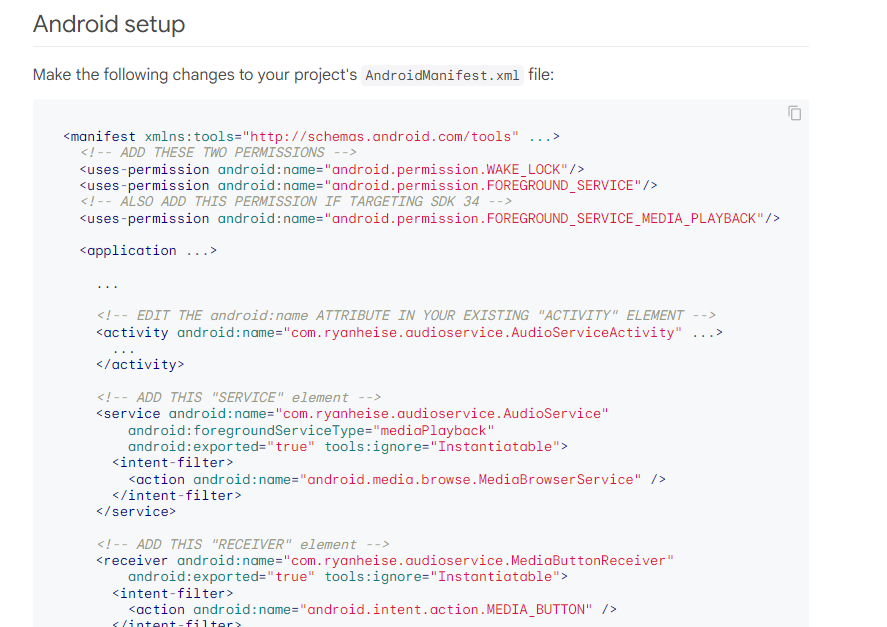 Android setup
Make the following changes to your project's AndroidManifest.xml file:
<manifest xmlns:tools="http://schemas.android.com/tools" ...>
<!-- ADD THESE TWO PERMISSIONS -->
<uses-permission android:name="android.permission.WAKE_LOCK"/>
<uses-permission android:name="android.permission.FOREGROUND_SERVICE"/>
<!-- ALSO ADD THIS PERMISSION IF TARGETING SDK 34 -->
<uses-permission android:name="android.permission.FOREGROUND_SERVICE_MEDIA_PLAYBACK"/>
<application ...>
...
<!-- EDIT THE android:name ATTRIBUTE IN YOUR EXISTING "ACTIVITY" ELEMENT -->
<activity android:name="com.ryanheise.audioservice.AudioServiceActivity" ...>
...
</activity>
<!-- ADD THIS "SERVICE" element -->
<service android:name="com.ryanheise.audioservice.AudioService"
android:foregroundServiceType="mediaPlayback"
android:exported="true" tools:ignore="Instantiatable">
<intent-filter>
<action android:name="android.media.browse.MediaBrowserService" />
</intent-filter>
</service>
<!-- ADD THIS "RECEIVER" element -->
<receiver android:name="com.ryanheise.audioservice.MediaButtonReceiver"
android:exported="true" tools:ignore="Instantiatable">
<intent-filter>
<action android:name="android.intent.action.MEDIA_BUTTON" />
</intent-filter>